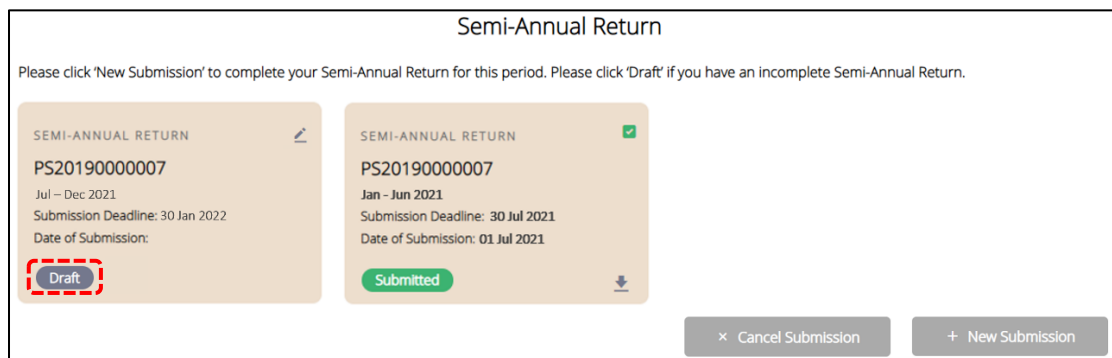 Semi-Annual Return
Please click ‘New Submission’ to complete your Semi-Annual Return for this period. Please click ‘Draft’ if you have an incomplete Semi-Annual Return.
SEMI-ANNUAL RETURN
PS20190000007
Jul – Dec 2021
Submission Deadline: 30 Jan 2022
Date of Submission:
Draft
SEMI-ANNUAL RETURN
PS20190000007
Jan - Jun 2021
Submission Deadline: 30 Jul 2021
Date of Submission: 01 Jul 2021
Submitted
× Cancel Submission
+ New Submission